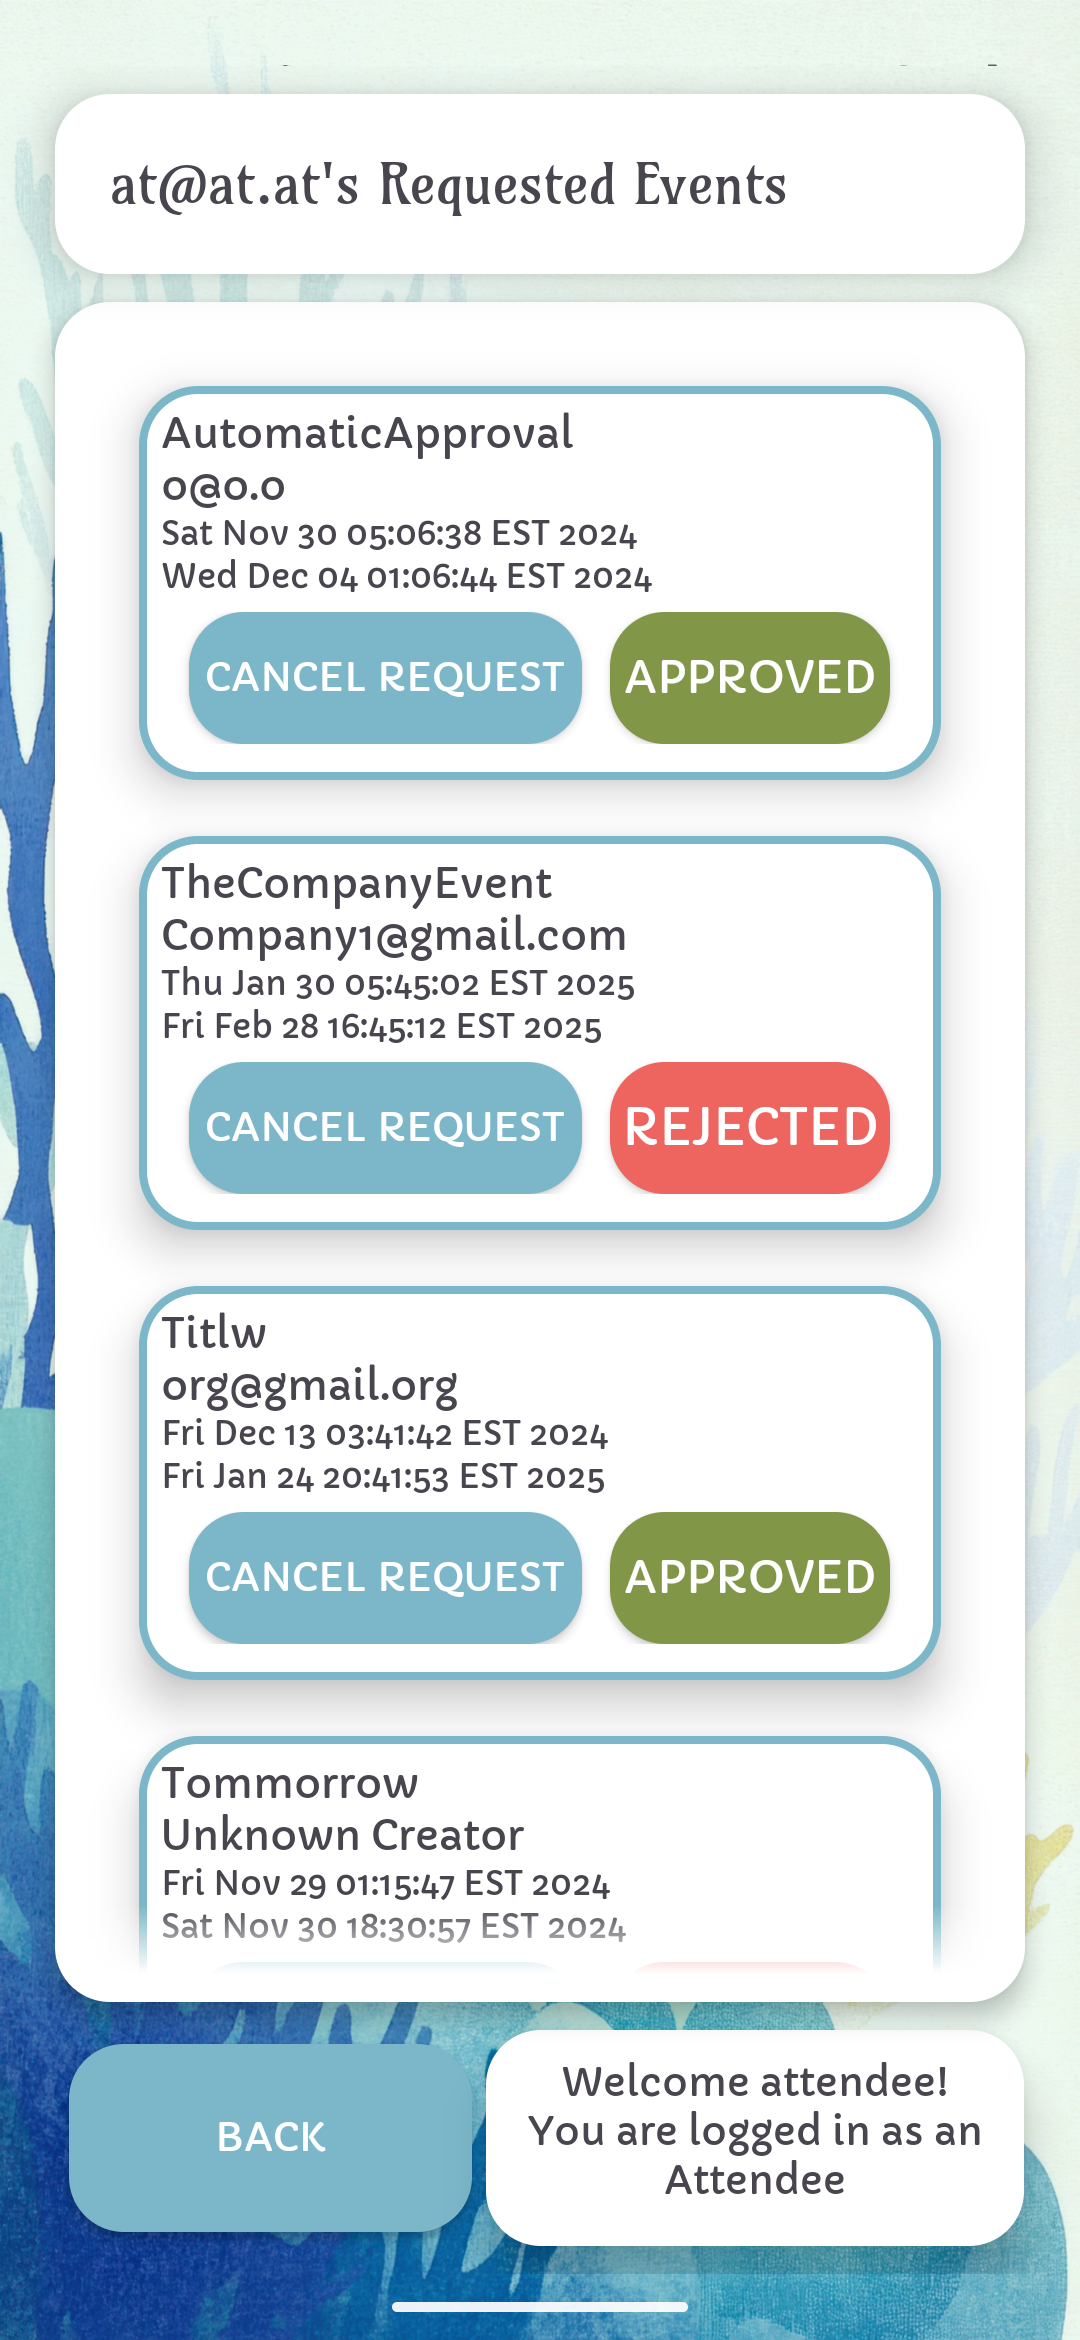 at@at.at's Requested Events
AutomaticApproval
o@o.o
Sat Nov 30 05:06:38 EST 2024
Wed Dec 04 01:06:44 EST 2024
CANCEL REQUEST
APPROVED
TheCompanyEvent
Company1@gmail.com
Thu Jan 30 05:45:02 EST 2025
Fri Feb 28 16:45:12 EST 2025
CANCEL REQUEST
REJECTED
Titlw
org@gmail.org
Fri Dec 13 03:41:42 EST 2024
Fri Jan 24 20:41:53 EST 2025
CANCEL REQUEST
APPROVED
Tommorrow
Unknown Creator
Fri Nov 29 01:15:47 EST 2024
Sat Nov 30 18:30:57 EST 2024
BACK
Welcome attendee!
You are logged in as an
Attendee